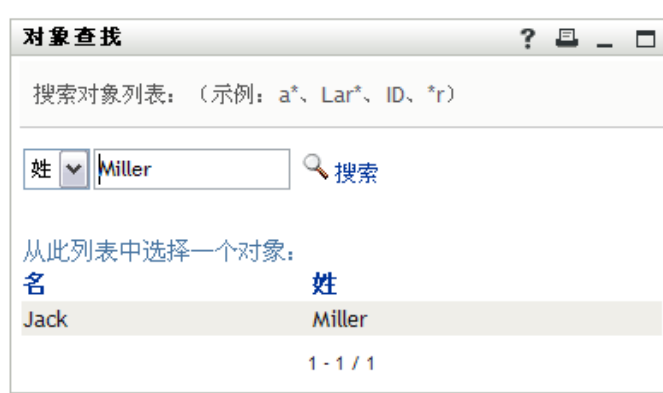 对象查找 ?
搜索对象列表：（示例：a*、Lar*、ID、*r）
姓 Miller 搜索
从此列表中选择一个对象：
名 姓
Jack Miller
1 - 1 / 1